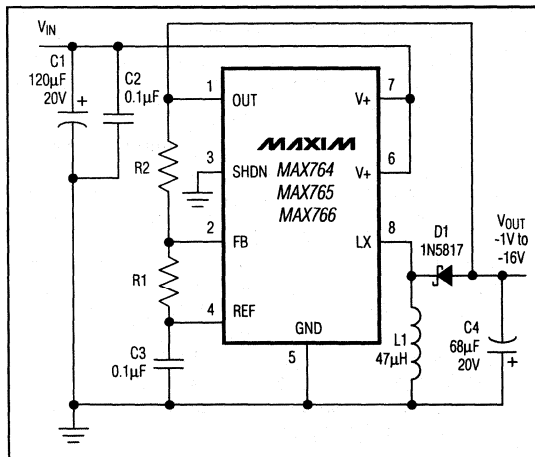 VIN
C1
120µF
20V
+
C2
0.1µF
1
OUT
V+
7
MAXIM
R2
3
SHDN
MAX764
MAX765
MAX766
V+
6
2
FB
LX
8
D1
1N5817
VOUT
-1V to
-16V
R1
4
REF
GND
5
C3
0.1µF
L1
47µH
C4
68µF
20V
+